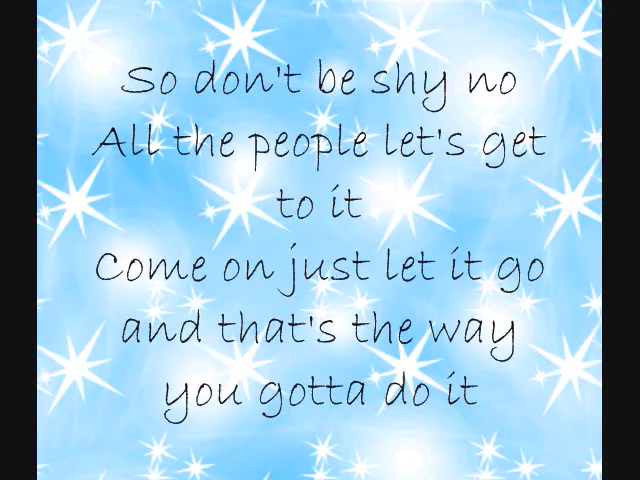 So don't be shy no
All the people let's get
to it
Come on just let it go
and that's the way
you gotta do it